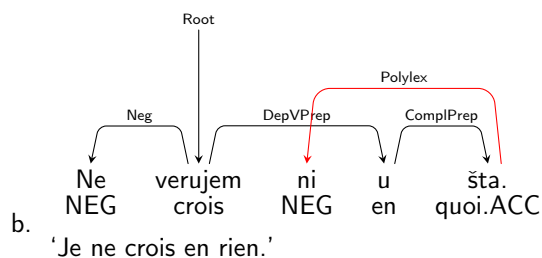 Root
Polylex
Neg DepVPrep ComplPrep
Ne verujem ni u šta.
NEG crois NEG en quoi.ACC
b.
‘Je ne crois en rien.’